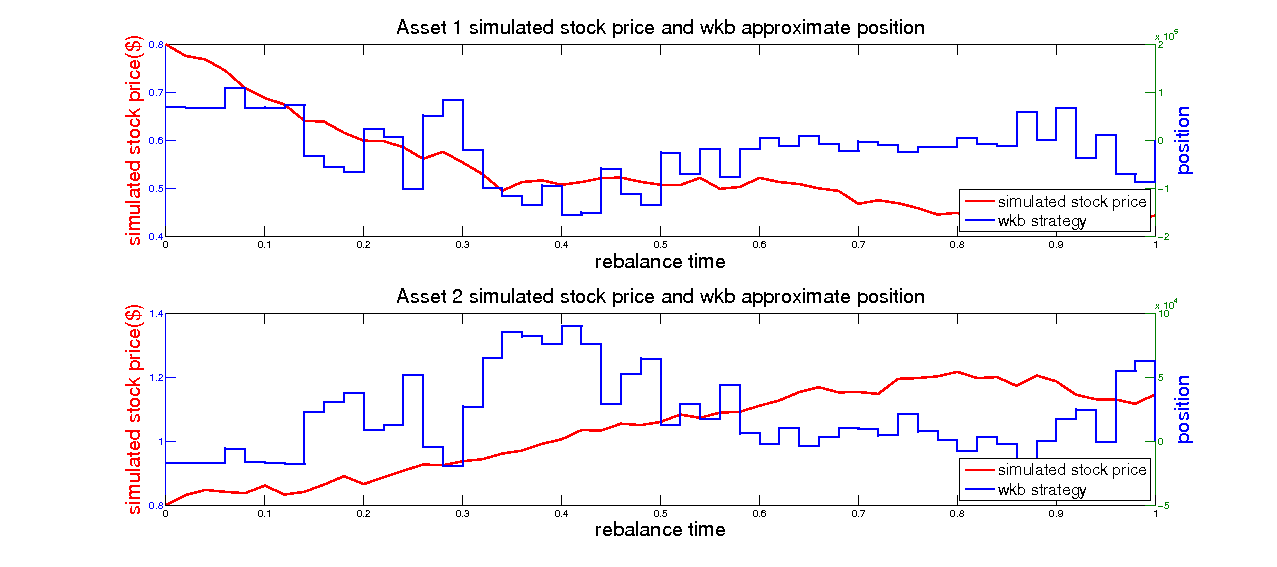 Asset 1 simulated stock price and wkb approximate position
x 10^5
simulated stock price($)
0.8
0.7
0.6
0.5
0.4
2
1
0
-1
-2
position
simulated stock price
wkb strategy
0 0.1 0.2 0.3 0.4 0.5 0.6 0.7 0.8 0.9 1
rebalance time
Asset 2 simulated stock price and wkb approximate position
x 10^4
simulated stock price($)
1.4
1.2
1
0.8
10
5
0
-5
position
simulated stock price
wkb strategy
0 0.1 0.2 0.3 0.4 0.5 0.6 0.7 0.8 0.9 1
rebalance time